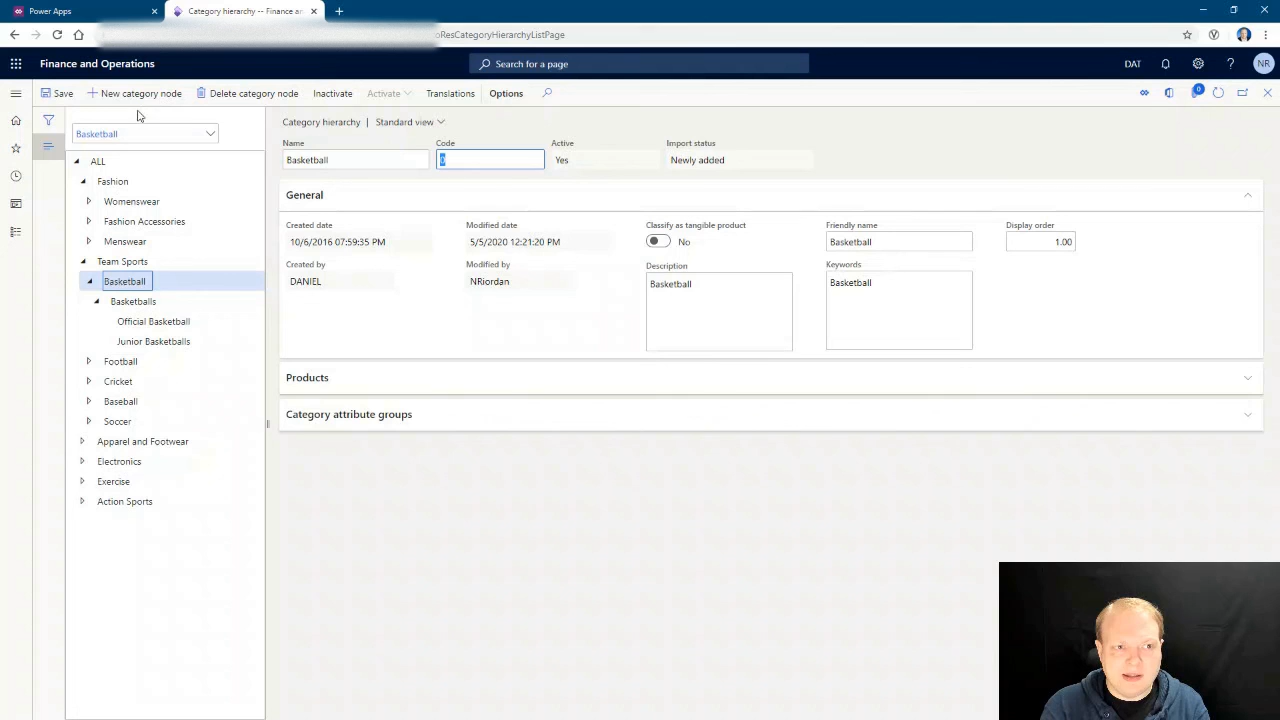 Power Apps
Category hierarchy -- Finance an
oResCategoryHierarchyListPage
Finance and Operations
Search for a page
DAT
NR
Save
New category node
Delete category node
Inactivate
Activate
Translations
Options
0
Basketball
ALL
Fashion
Womenswear
Fashion Accessories
Menswear
Team Sports
Basketball
Basketballs
Official Basketball
Junior Basketballs
Football
Cricket
Baseball
Soccer
Apparel and Footwear
Electronics
Exercise
Action Sports
Category hierarchy | Standard view
Name
Code
Active
Import status
Basketball
0
Yes
Newly added
General
Created date
Modified date
Classify as tangible product
Friendly name
Display order
10/6/2016 07:59:35 PM
5/5/2020 12:21:20 PM
No
Basketball
1.00
Created by
Modified by
Description
Keywords
DANIEL
NRiordan
Basketball
Basketball
Products
Category attribute groups